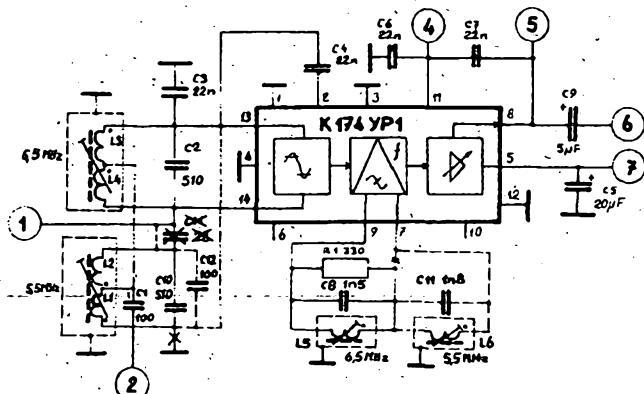 C6
22n
4
C7
22n
5
C4
22n
C3
22n
1
2
3
11
К174УР1
8
C9
+
5µF
6
13
6,5MHz
L3
L4
C2
510
4
14
5
7
+
C5
20µF
12
1
6
9
7
10
R1 330
C8 1n5
C11 1n8
L2
L1
5,5MHz
C1
100
C10
510
C12
100
L5
6,5 MHz
L6
5,5 MHz
2